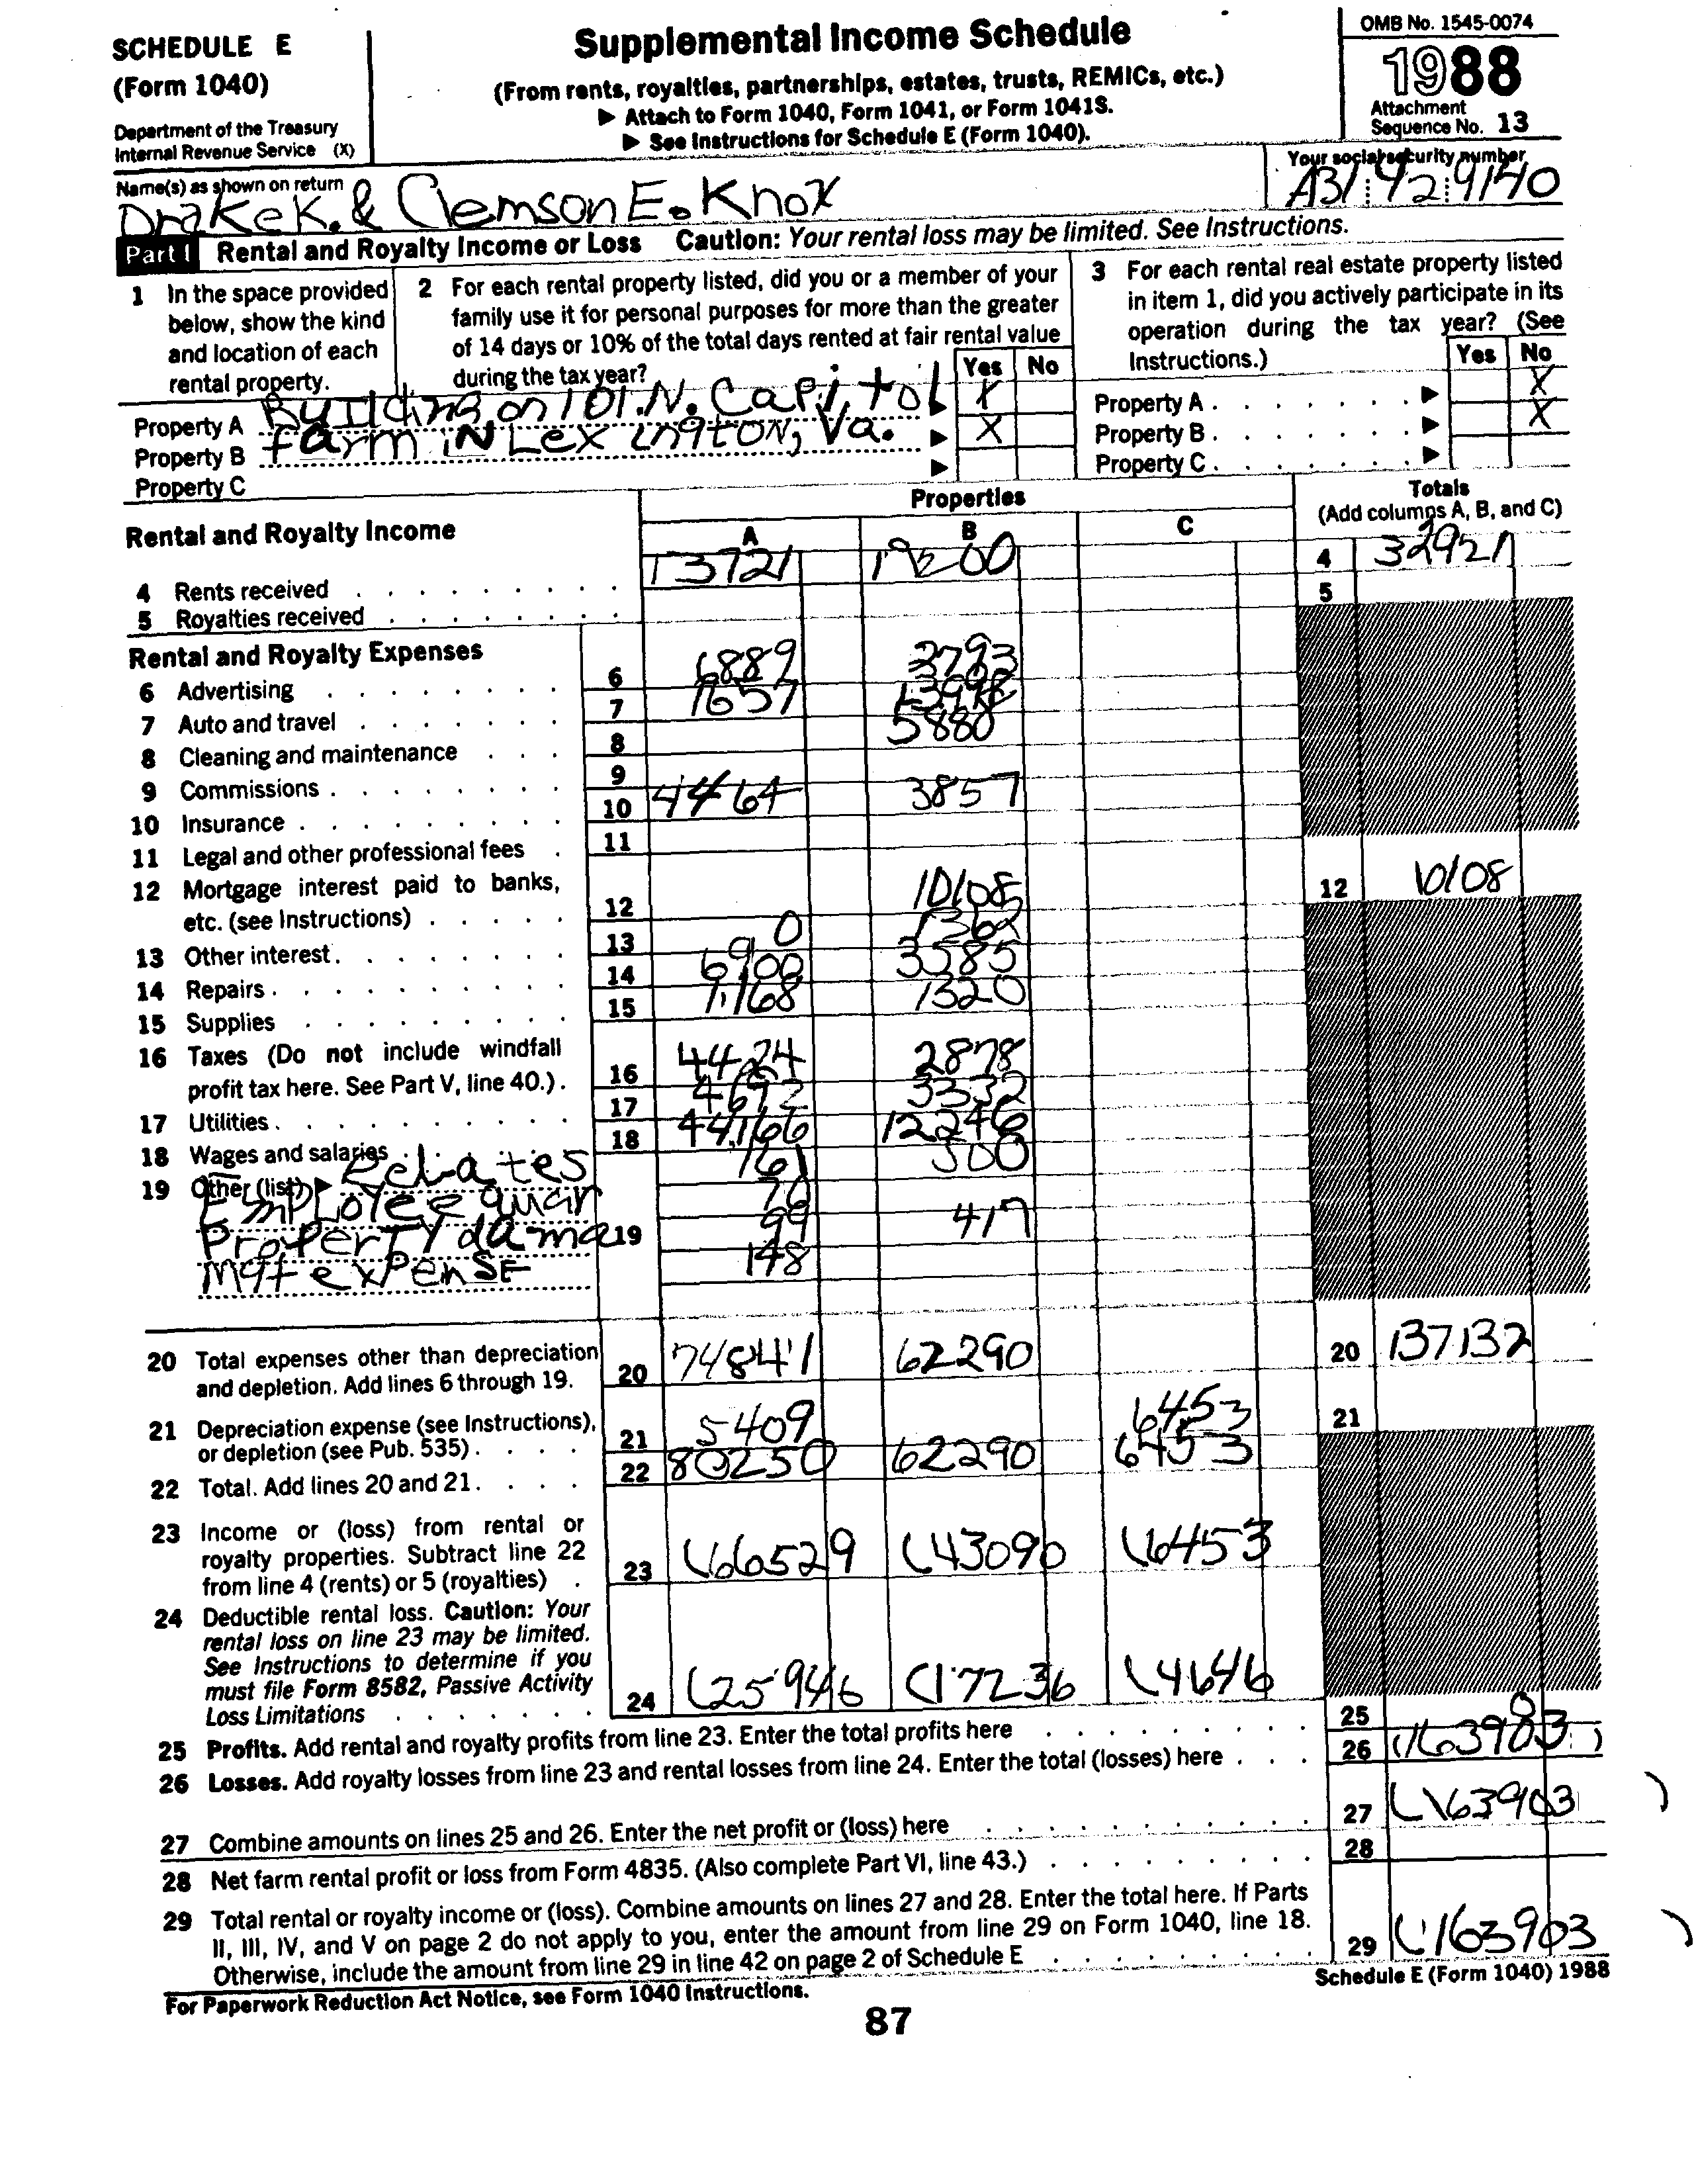 SCHEDULE E
(Form 1040)
Department of the Treasury
Internal Revenue Service (X)
Supplemental Income Schedule
(From rents, royalties, partnerships, estates, trusts, REMICs, etc.)
▶ Attach to Form 1040, Form 1041, or Form 1041S.
▶ See Instructions for Schedule E (Form 1040).
OMB No. 1545-0074
1988
Attachment
Sequence No. 13
Name(s) as shown on return
Drake K. & Clemson E. Knox
Your social security number
A31 42 9140
Part I Rental and Royalty Income or Loss Caution: Your rental loss may be limited. See Instructions.
1 In the space provided
below, show the kind
and location of each
rental property.
2 For each rental property listed, did you or a member of your
family use it for personal purposes for more than the greater
of 14 days or 10% of the total days rented at fair rental value
during the tax year?
Yes No
3 For each rental real estate property listed
in item 1, did you actively participate in its
operation during the tax year? (See
Instructions.)
Yes No
Property A Building on 101.N. Capitol ▶ X
Property B farm in Lexington, Va. ▶ X
Property C ▶
Property A . . . . . . . ▶ X
Property B . . . . . . . ▶ X
Property C . . . . . . . ▶
Rental and Royalty Income
Properties
A B C
Totals
(Add columns A, B, and C)
4 Rents received 13721 19200 4 32921
5 Royalties received 5
Rental and Royalty Expenses
6 Advertising 6 6889 3793
7 Auto and travel 7 1657
8 Cleaning and maintenance 8 5880
9 Commissions 9
10 Insurance 10 4464 3857
11 Legal and other professional fees 11
12 Mortgage interest paid to banks,
etc. (see Instructions) 12 10108 12 10108
13 Other interest 13 0 1362
14 Repairs 14 6900 3585
15 Supplies 15 1,168 1320
16 Taxes (Do not include windfall
profit tax here. See Part V, line 40.) 16 4424 2878
17 Utilities 17 4692 3332
18 Wages and salaries 18 44166 12246
19 Other (list) ▶ Rebates 161 500
Employee quar 70
Property dama 19 99 417
Mgt expense 148
20 Total expenses other than depreciation
and depletion. Add lines 6 through 19. 20 74841 62290 20 137132
21 Depreciation expense (see Instructions),
or depletion (see Pub. 535) 21 5409 6453 21
22 Total. Add lines 20 and 21 22 80250 62290 6453
23 Income or (loss) from rental or
royalty properties. Subtract line 22
from line 4 (rents) or 5 (royalties) 23 (66529 (43090 (6453
24 Deductible rental loss. Caution: Your
rental loss on line 23 may be limited.
See Instructions to determine if you
must file Form 8582, Passive Activity
Loss Limitations 24 (25946 (17236 (4646
25 Profits. Add rental and royalty profits from line 23. Enter the total profits here 25 0
26 Losses. Add royalty losses from line 23 and rental losses from line 24. Enter the total (losses) here 26 (163903)
27 Combine amounts on lines 25 and 26. Enter the net profit or (loss) here 27 (163903 )
28 Net farm rental profit or loss from Form 4835. (Also complete Part VI, line 43.) 28
29 Total rental or royalty income or (loss). Combine amounts on lines 27 and 28. Enter the total here. If Parts
II, III, IV, and V on page 2 do not apply to you, enter the amount from line 29 on Form 1040, line 18.
Otherwise, include the amount from line 29 in line 42 on page 2 of Schedule E 29 (163903 )
For Paperwork Reduction Act Notice, see Form 1040 Instructions.
Schedule E (Form 1040) 1988
87